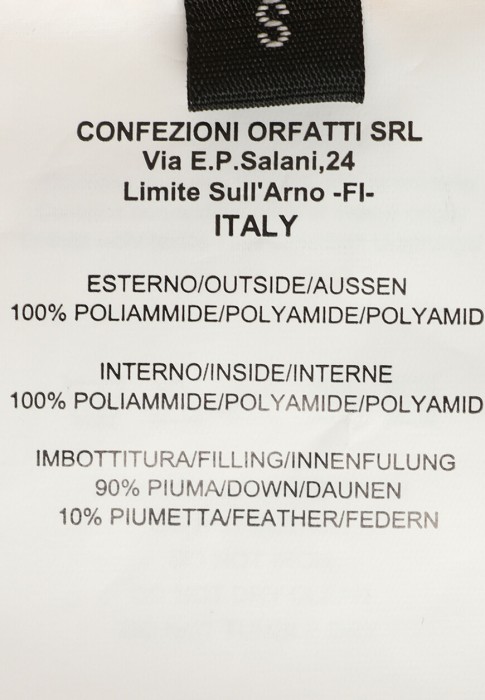 S
CONFEZIONI ORFATTI SRL
Via E.P.Salani,24
Limite Sull'Arno -FI-
ITALY
ESTERNO/OUTSIDE/AUSSEN
100% POLIAMMIDE/POLYAMIDE/POLYAMID
INTERNO/INSIDE/INTERNE
100% POLIAMMIDE/POLYAMIDE/POLYAMID
IMBOTTITURA/FILLING/INNENFULUNG
90% PIUMA/DOWN/DAUNEN
10% PIUMETTA/FEATHER/FEDERN